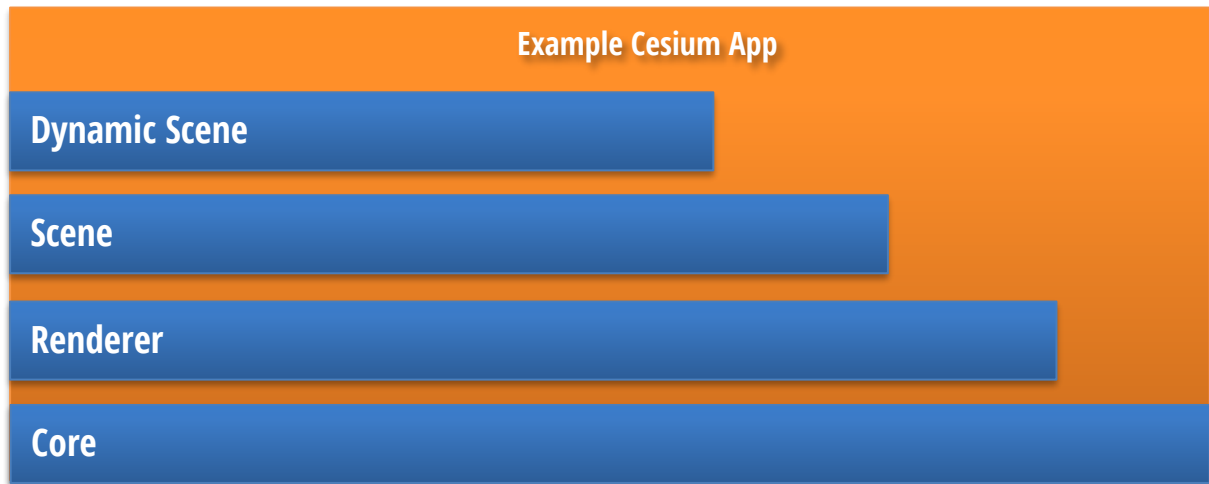 Example Cesium App
Dynamic Scene
Scene
Renderer
Core